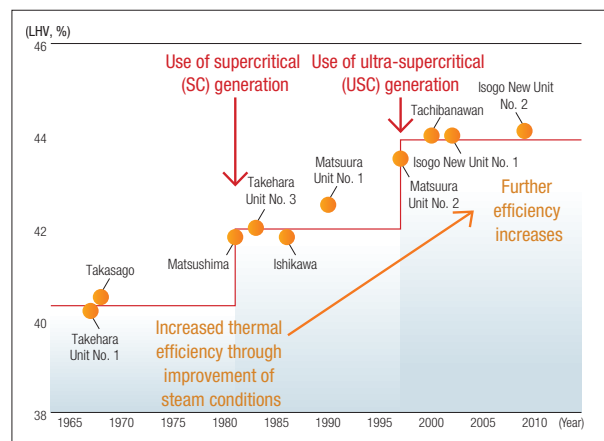 (LHV, %)
46
44
42
40
38
Use of supercritical
(SC) generation
Use of ultra-supercritical
(USC) generation
Tachibanawan
Isogo New Unit
No. 2
Isogo New Unit No. 1
Matsuura
Unit No. 1
Matsuura
Unit No. 2
Takehara
Unit No. 3
Matsushima
Ishikawa
Takasago
Takehara
Unit No. 1
Further
efficiency
increases
Increased thermal
efficiency through
improvement of
steam conditions
1965 1970 1975 1980 1985 1990 1995 2000 2005 2010 (Year)